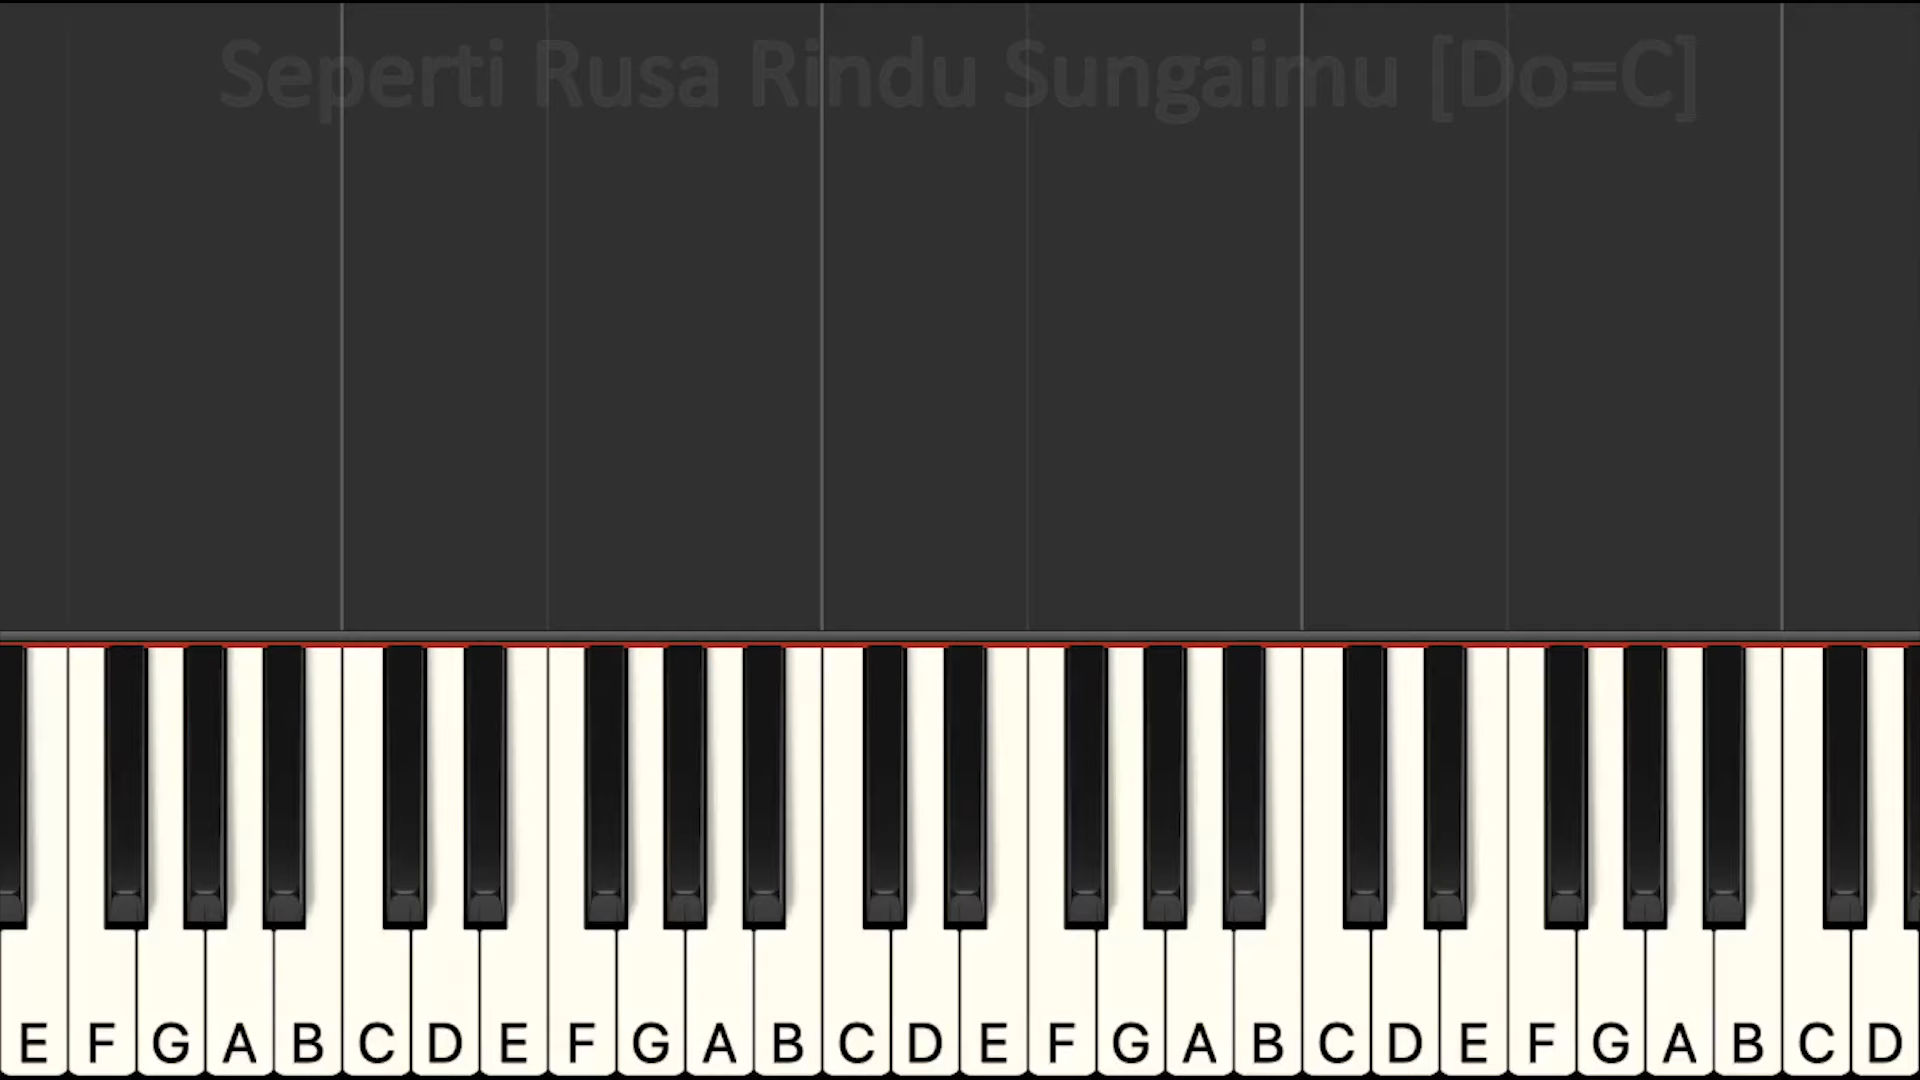 Seperti Rusa Rindu Sungaimu [Do=C]
E F G A B C D E F G A B C D E F G A B C D E F G A B C D